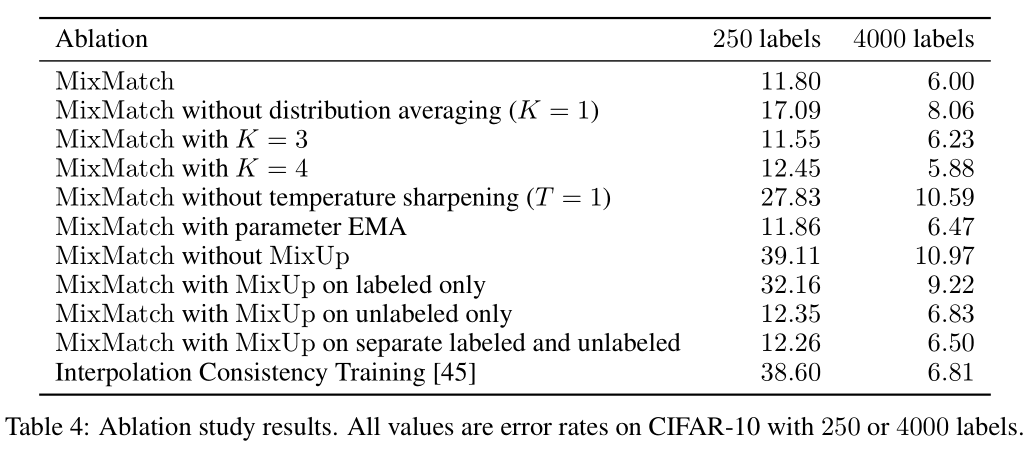 Ablation 250 labels 4000 labels
MixMatch 11.80 6.00
MixMatch without distribution averaging (K = 1) 17.09 8.06
MixMatch with K = 3 11.55 6.23
MixMatch with K = 4 12.45 5.88
MixMatch without temperature sharpening (T = 1) 27.83 10.59
MixMatch with parameter EMA 11.86 6.47
MixMatch without MixUp 39.11 10.97
MixMatch with MixUp on labeled only 32.16 9.22
MixMatch with MixUp on unlabeled only 12.35 6.83
MixMatch with MixUp on separate labeled and unlabeled 12.26 6.50
Interpolation Consistency Training [45] 38.60 6.81
Table 4: Ablation study results. All values are error rates on CIFAR-10 with 250 or 4000 labels.